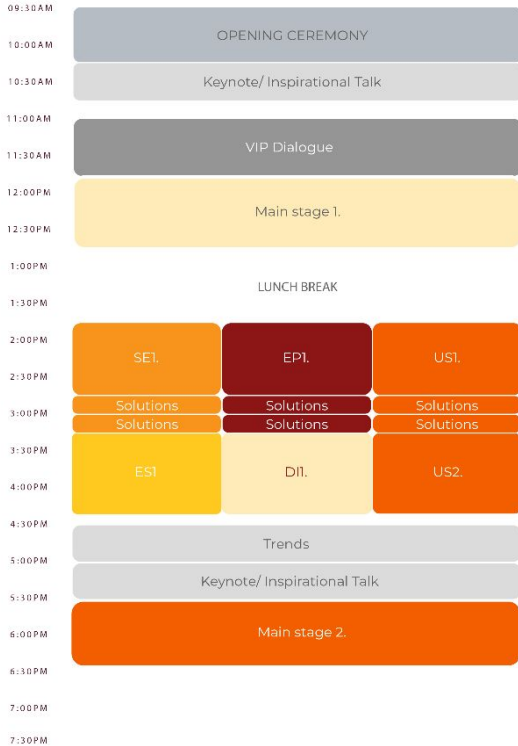 09:30AM
OPENING CEREMONY
10:00AM
10:30AM
Keynote/ Inspirational Talk
11:00AM
11:30AM
VIP Dialogue
12:00PM
Main stage 1.
12:30PM
1:00PM
LUNCH BREAK
1:30PM
2:00PM
SE1. EP1. US1.
2:30PM
Solutions Solutions Solutions
3:00PM
Solutions Solutions Solutions
3:30PM
ES1 DI1. US2.
4:00PM
4:30PM
Trends
5:00PM
Keynote/ Inspirational Talk
5:30PM
6:00PM
Main stage 2.
6:30PM
7:00PM
7:30PM